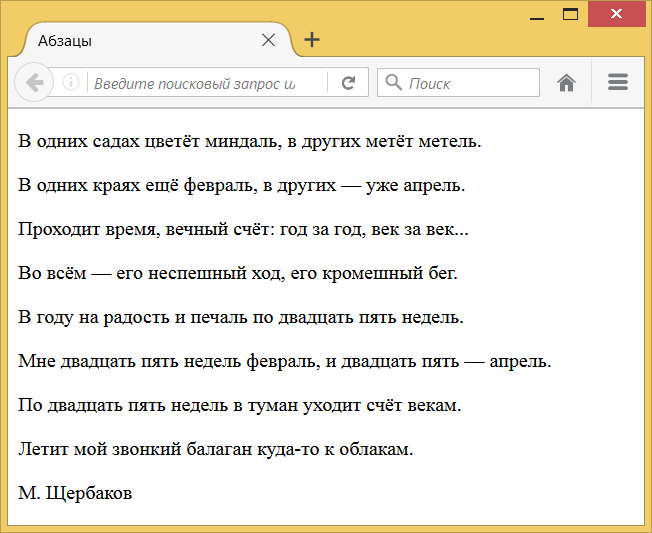 Абзацы
Введите поисковый запрос и
Поиск
В одних садах цветёт миндаль, в других метёт метель.
В одних краях ещё февраль, в других — уже апрель.
Проходит время, вечный счёт: год за год, век за век...
Во всём — его неспешный ход, его кромешный бег.
В году на радость и печаль по двадцать пять недель.
Мне двадцать пять недель февраль, и двадцать пять — апрель.
По двадцать пять недель в туман уходит счёт векам.
Летит мой звонкий балаган куда-то к облакам.
М. Щербаков